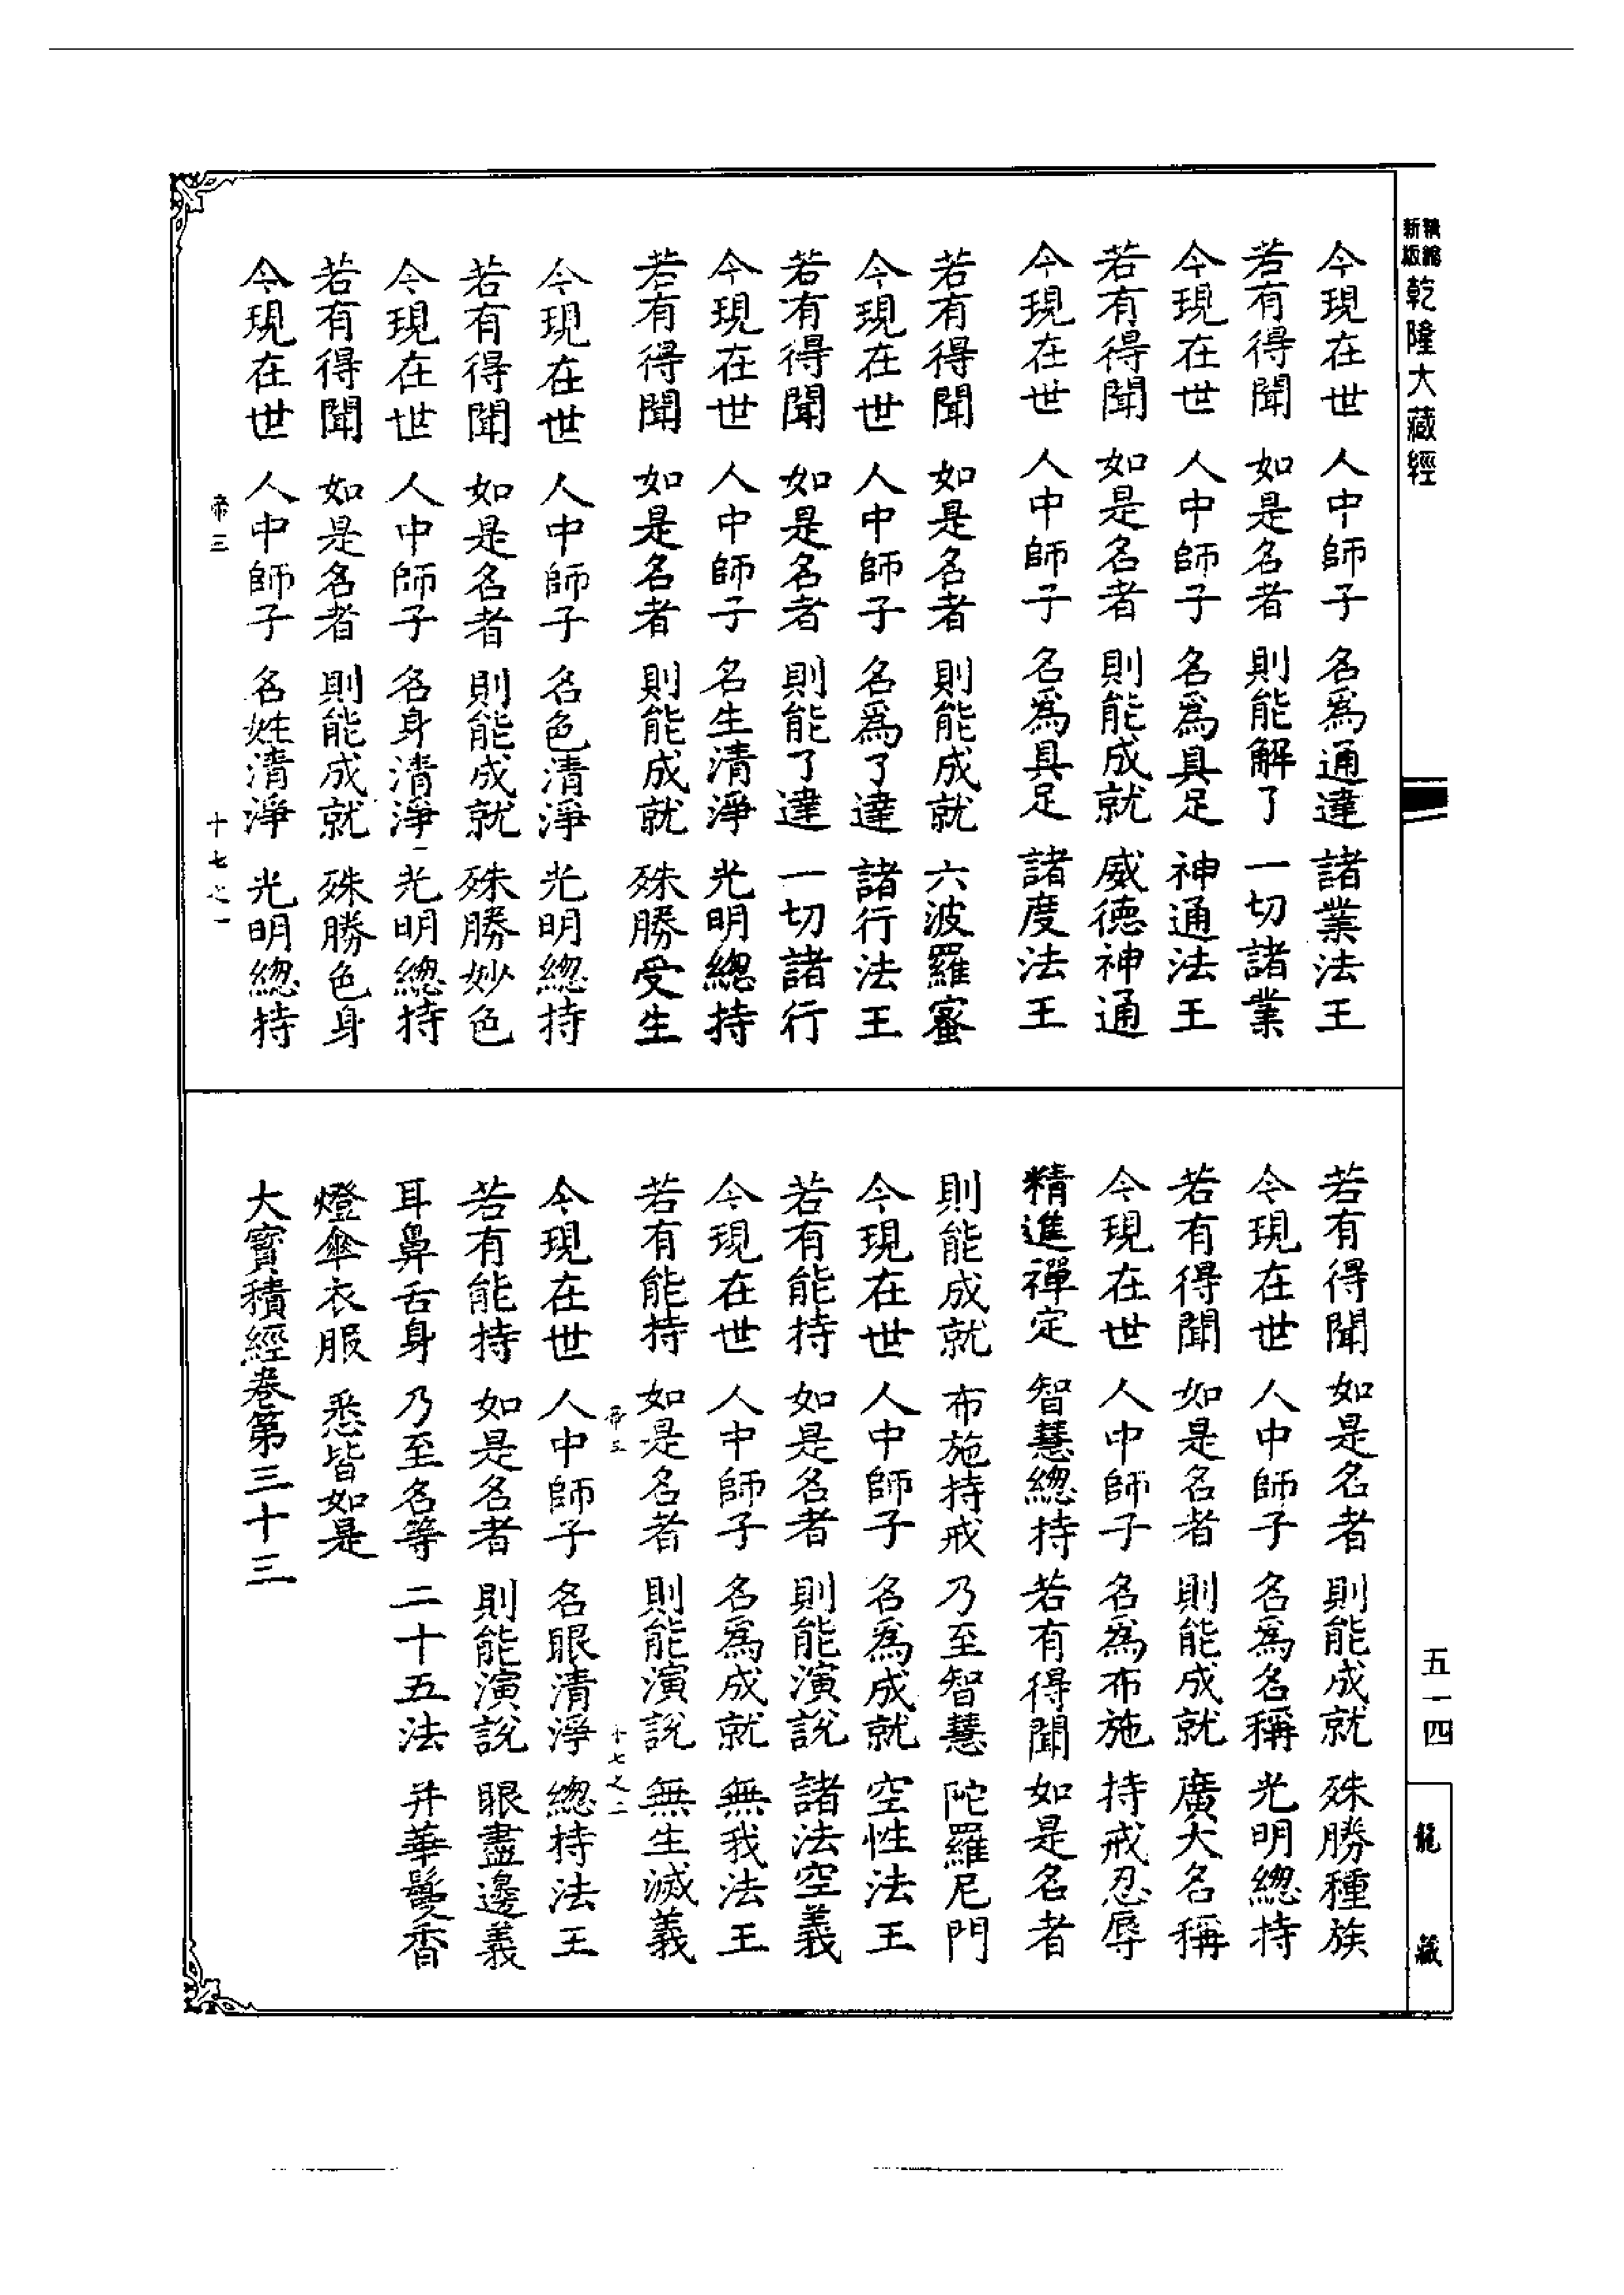 新版精縮乾隆大藏經
今現在世 人中師子 名爲通達 諸業法王
若有得聞 如是名者 則能解了 一切諸業
今現在世 人中師子 名爲具足 神通法王
若有得聞 如是名者 則能成就 威德神通
今現在世 人中師子 名爲具足 諸度法王
若有得聞 如是名者 則能成就 六波羅蜜
今現在世 人中師子 名爲了達 諸行法王
若有得聞 如是名者 則能了達 一切諸行
今現在世 人中師子 名生清淨 光明總持
若有得聞 如是名者 則能成就 殊勝受生
今現在世 人中師子 名色清淨 光明總持
若有得聞 如是名者 則能成就 殊勝妙色
今現在世 人中師子 名身清淨 光明總持
若有得聞 如是名者 則能成就 殊勝色身
今現在世 人中師子 名姓清淨 光明總持
帝三 十七之一
若有得聞 如是名者 則能成就 殊勝種族
今現在世 人中師子 名爲名稱 光明總持
若有得聞 如是名者 則能成就 廣大名稱
今現在世 人中師子 名爲布施 持戒忍辱
精進禪定 智慧總持 若有得聞 如是名者
則能成就 布施持戒 乃至智慧 陀羅尼門
今現在世 人中師子 名爲成就 空性法王
若有能持 如是名者 則能演說 諸法空義
今現在世 人中師子 名爲成就 無我法王
若有能持 如是名者 則能演說 無生滅義
帝三 十七之二
今現在世 人中師子 名眼清淨 總持法王
若有能持 如是名者 則能演說 眼盡邊義
耳鼻舌身 乃至名等 二十五法 并華鬘香
燈傘衣服 悉皆如是
大寶積經卷第三十三
五一四
龍藏